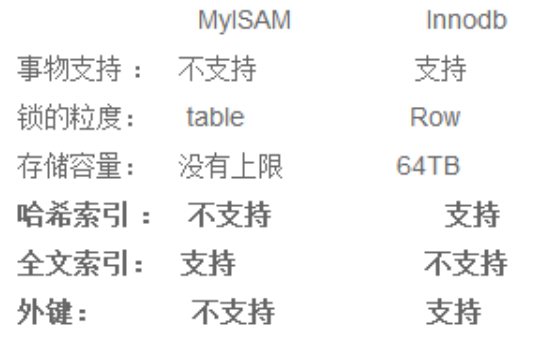 MyISAM Innodb
事物支持： 不支持 支持
锁的粒度： table Row
存储容量： 没有上限 64TB
哈希索引： 不支持 支持
全文索引： 支持 不支持
外键： 不支持 支持